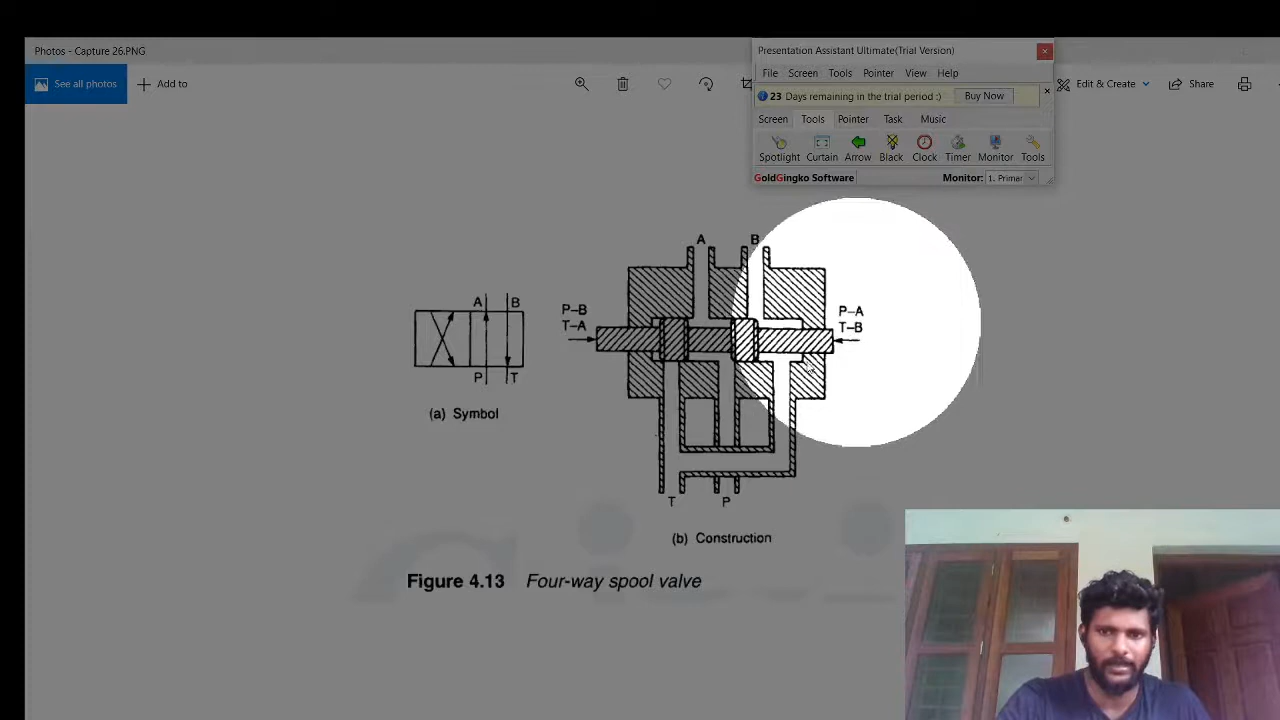 Photos - Capture 26.PNG
See all photos
Add to
Edit & Create
Share
Presentation Assistant Ultimate(Trial Version)
File Screen Tools Pointer View Help
23 Days remaining in the trial period :) Buy Now
Screen Tools Pointer Task Music
Spotlight Curtain Arrow Black Clock Timer Monitor Tools
GoldGingko Software
Monitor: 1. Primar
A B
P T
(a) Symbol
A B
P-B
T-A
P-A
T-B
T P
(b) Construction
Figure 4.13 Four-way spool valve